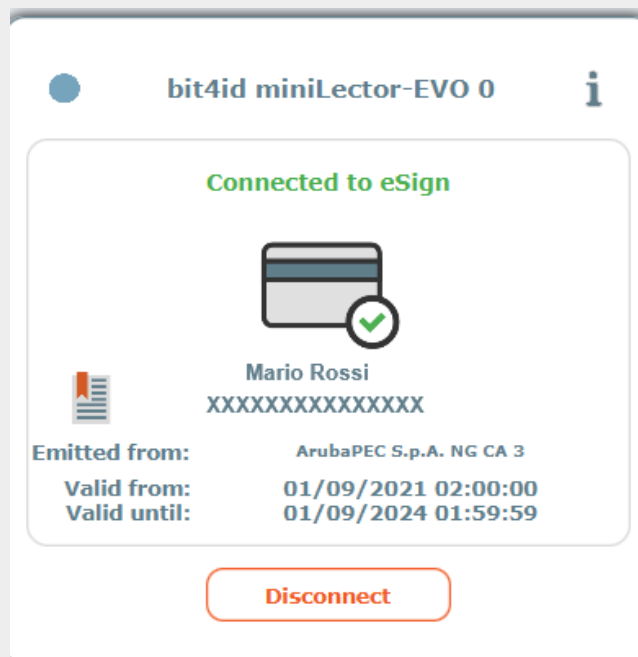 bit4id miniLector-EVO 0
Connected to eSign
Mario Rossi
XXXXXXXXXXXXXXX
Emitted from: ArubaPEC S.p.A. NG CA 3
Valid from: 01/09/2021 02:00:00
Valid until: 01/09/2024 01:59:59
Disconnect